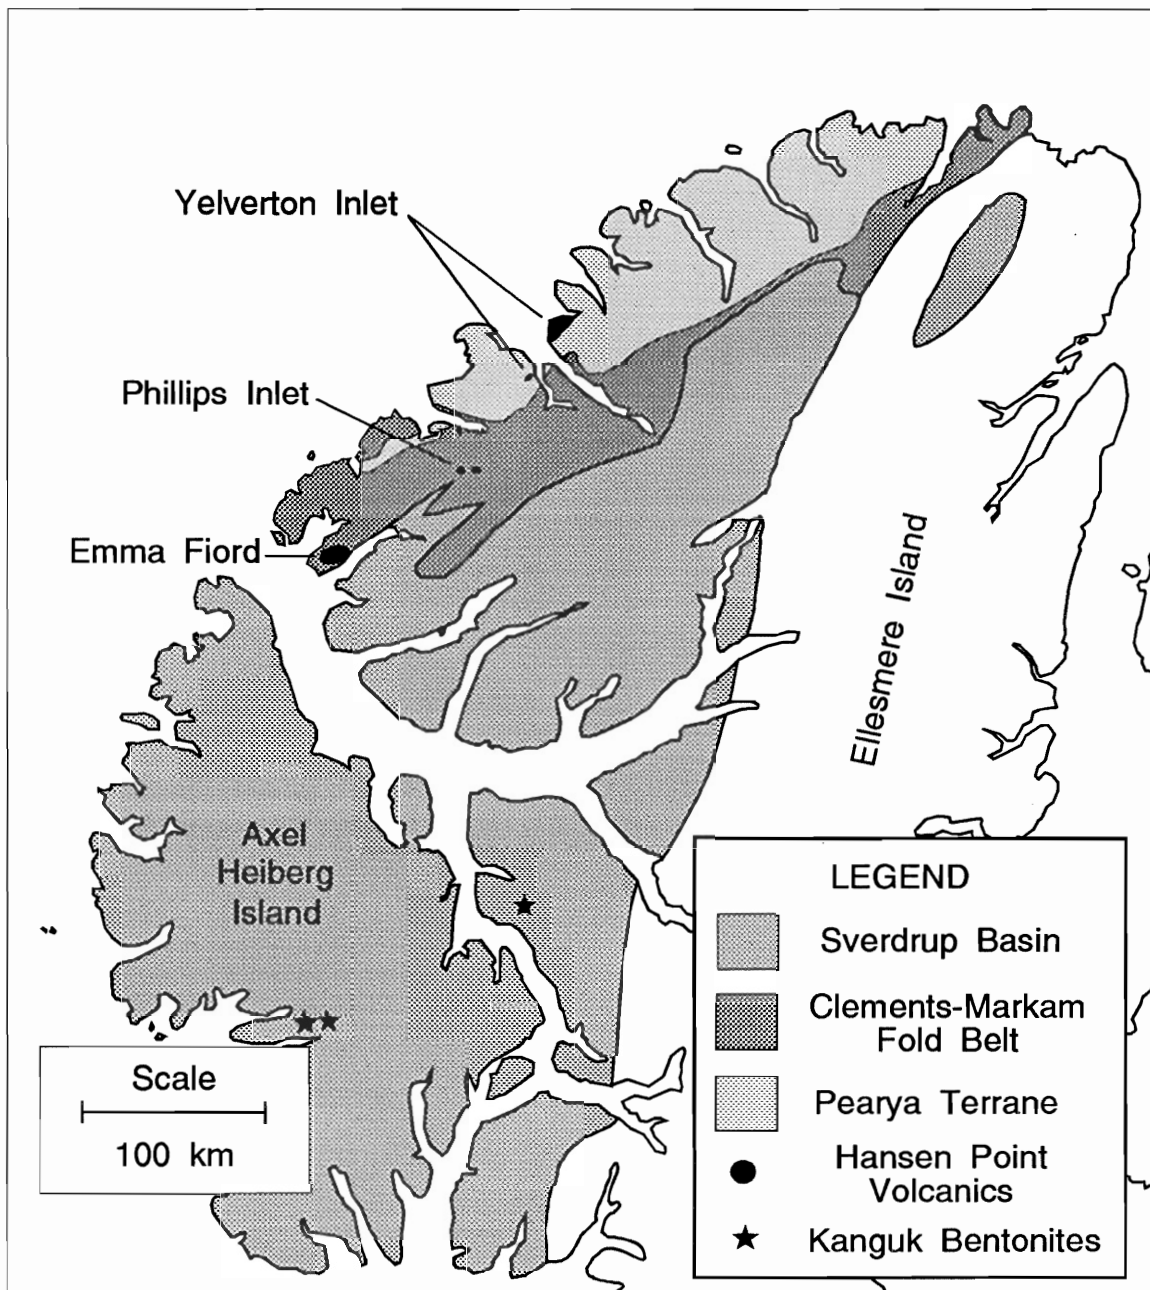 Yelverton Inlet
Phillips Inlet
Emma Fiord
Ellesmere Island
Axel
Heiberg
Island
Scale
100 km
LEGEND
Sverdrup Basin
Clements-Markam
Fold Belt
Pearya Terrane
Hansen Point
Volcanics
Kanguk Bentonites